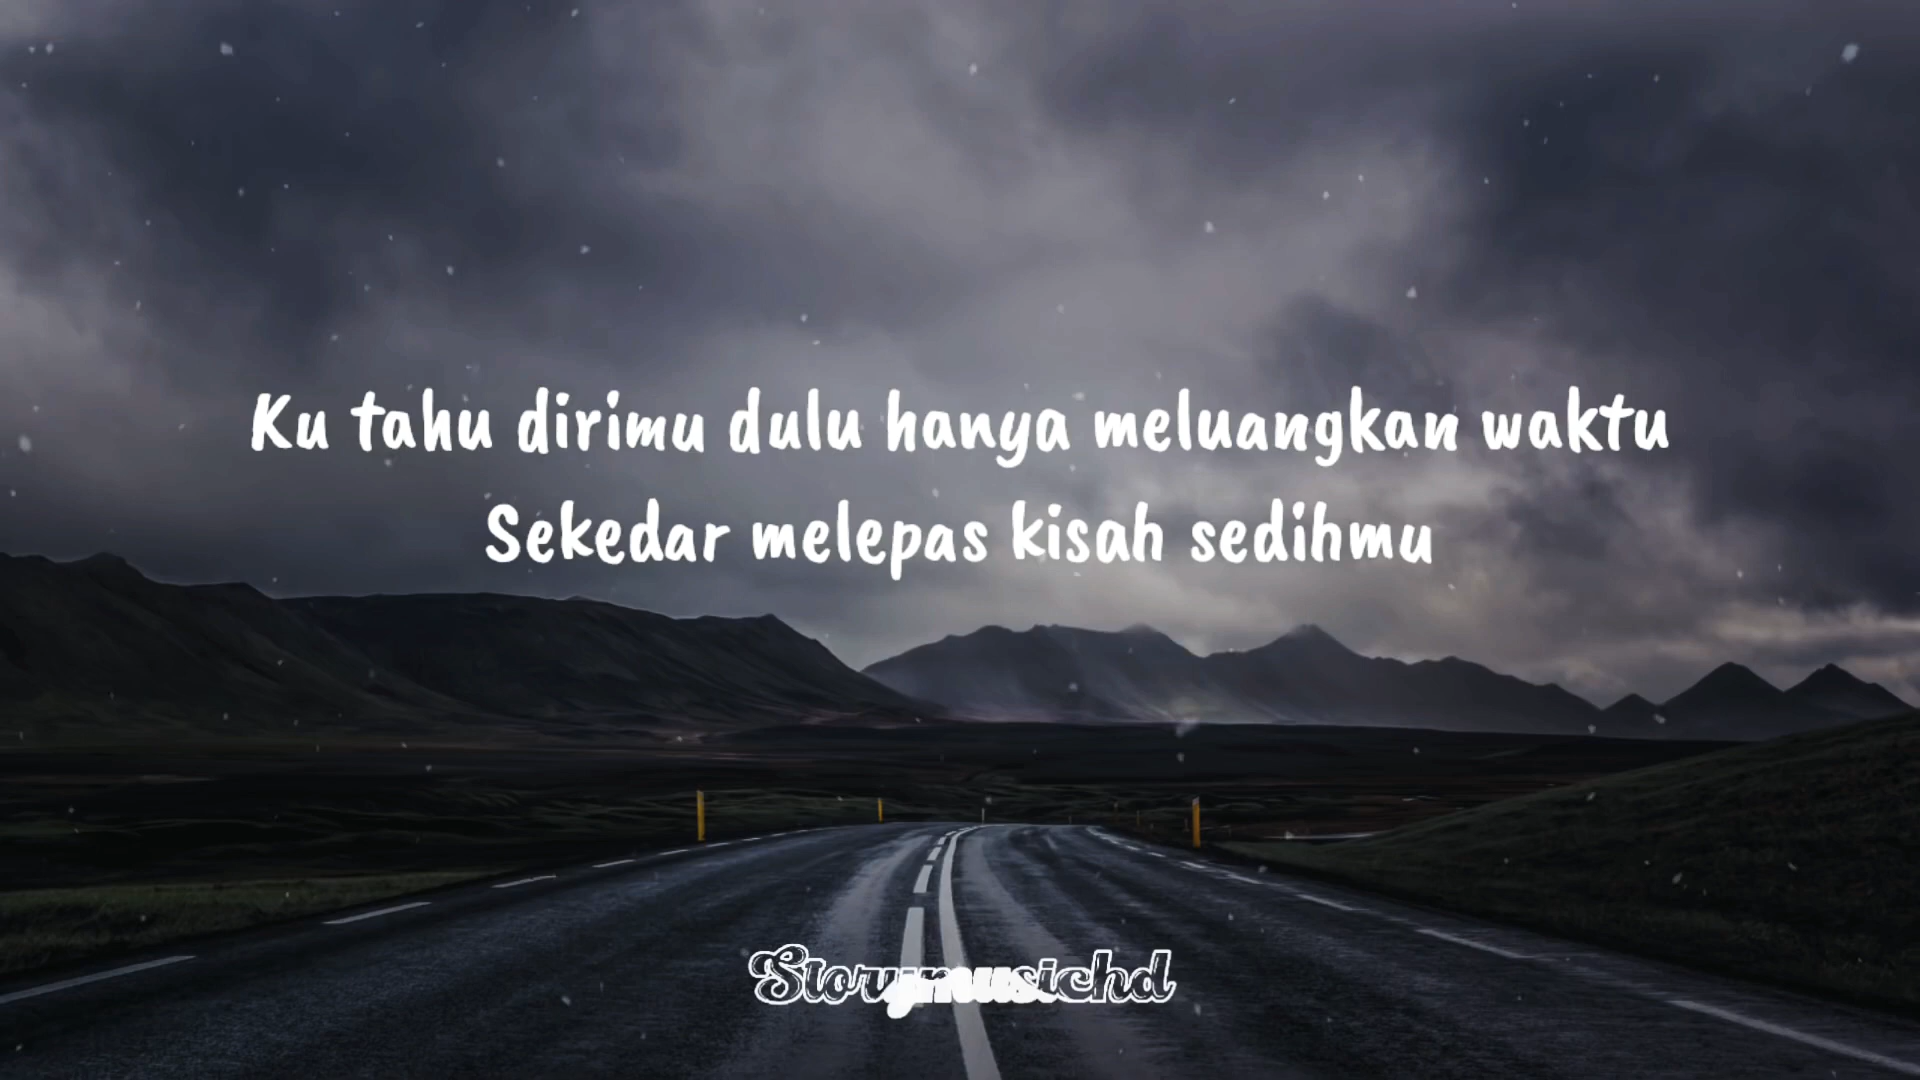 Ku tahu dirimu dulu hanya meluangkan waktu
Sekedar melepas kisah sedihmu
Storymusichd